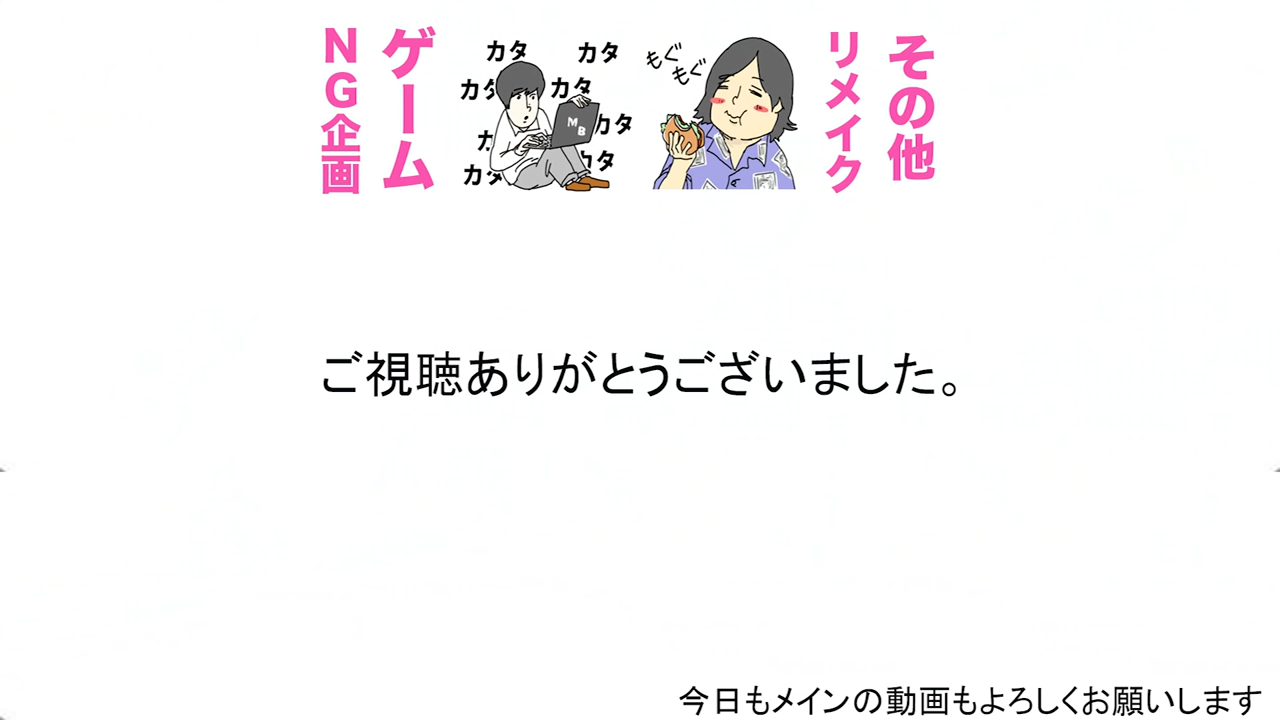 ゲーム
NG企画
カタ
カタ
カタ
カタ
カタ
カタ
カタ
MB
もぐ
もぐ
その他
リメイク
ご視聴ありがとうございました。
今日もメインの動画もよろしくお願いします